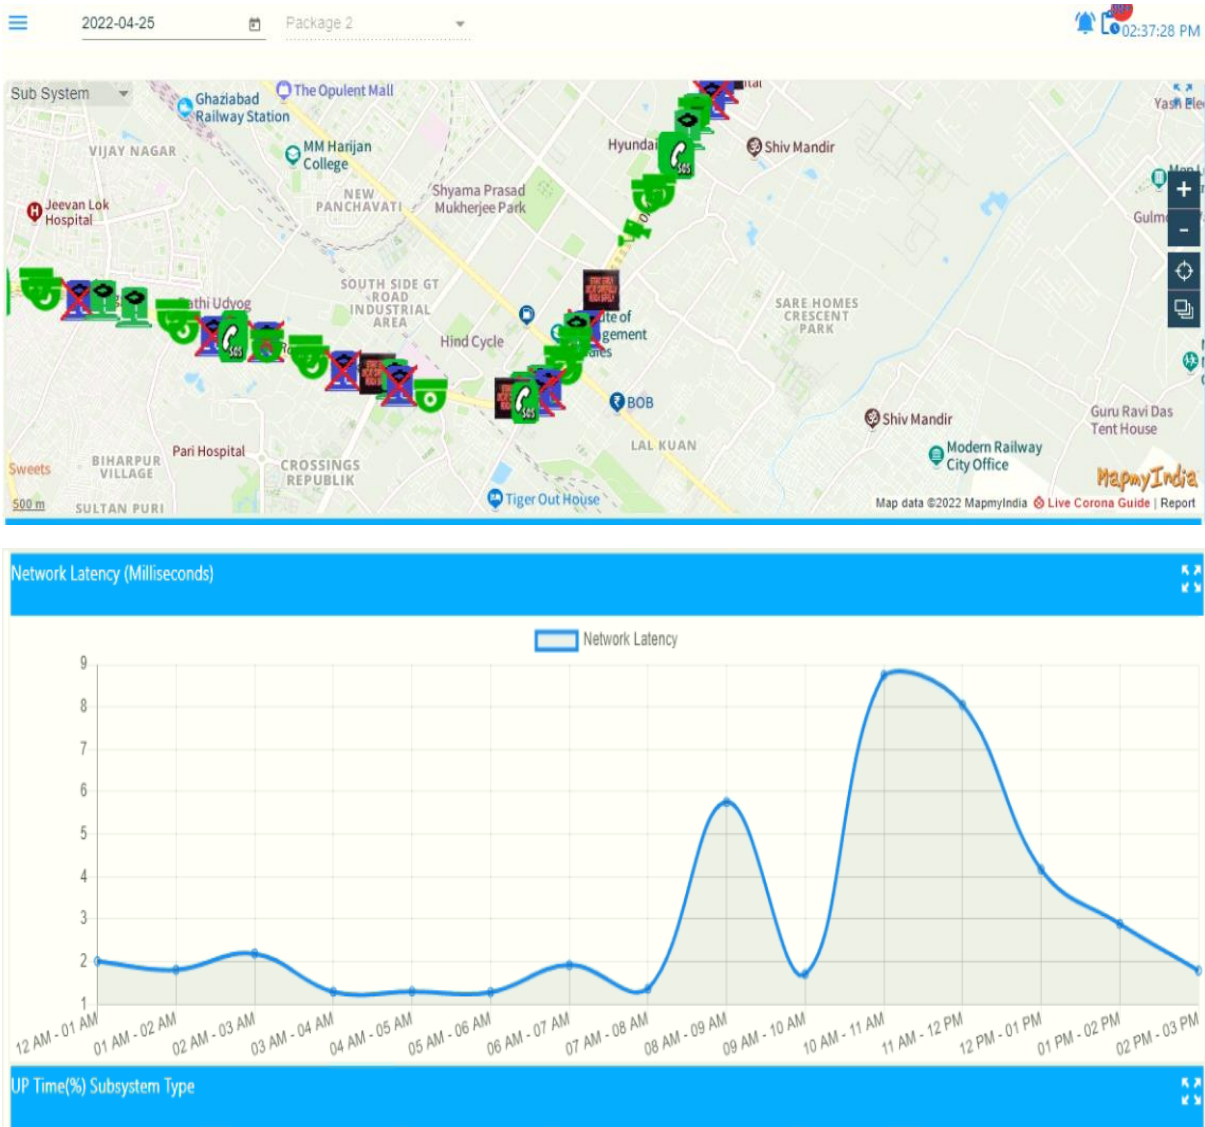 2022-04-25
Package 2
02:37:28 PM
Sub System
The Opulent Mall
Ghaziabad
Railway Station
VIJAY NAGAR
MM Harijan
College
Hyundai
Shiv Mandir
NEW
PANCHAVATI
Shyama Prasad
Mukherjee Park
Jeevan Lok
Hospital
SOS
+
-
SOUTH SIDE GT
ROAD
INDUSTRIAL
AREA
Hind Cycle
SARE HOMES
CRESCENT
PARK
SOS
BOB
SOS
Shiv Mandir
Guru Ravi Das
Tent House
LAL KUAN
Modern Railway
City Office
Pari Hospital
BIHARPUR
VILLAGE
CROSSINGS
REPUBLIK
Sweets
Tiger Out House
MapmyIndia
500 m
SULTAN PURI
Map data ©2022 MapmyIndia Live Corona Guide | Report
Network Latency (Milliseconds)
Network Latency
9
8
7
6
5
4
3
2
1
12 AM - 01 AM
01 AM - 02 AM
02 AM - 03 AM
03 AM - 04 AM
04 AM - 05 AM
05 AM - 06 AM
06 AM - 07 AM
07 AM - 08 AM
08 AM - 09 AM
09 AM - 10 AM
10 AM - 11 AM
11 AM - 12 PM
12 PM - 01 PM
01 PM - 02 PM
02 PM - 03 PM
UP Time(%) Subsystem Type